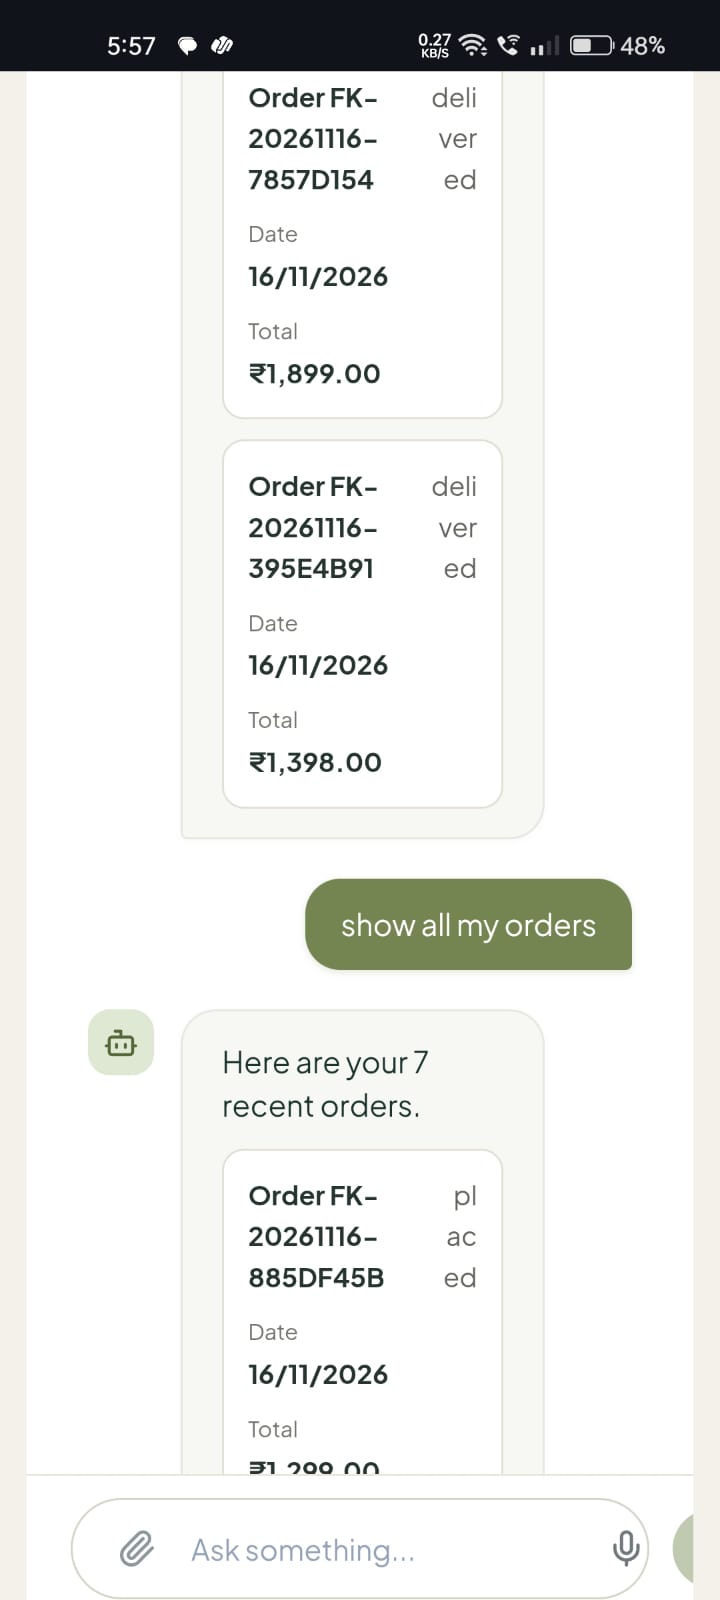 5:57
0.27
KB/S
48%
Order FK- deli
20261116- ver
7857D154 ed
Date
16/11/2026
Total
₹1,899.00
Order FK- deli
20261116- ver
395E4B91 ed
Date
16/11/2026
Total
₹1,398.00
show all my orders
Here are your 7
recent orders.
Order FK- pl
20261116- ac
885DF45B ed
Date
16/11/2026
Total
₹1,299.00
Ask something...